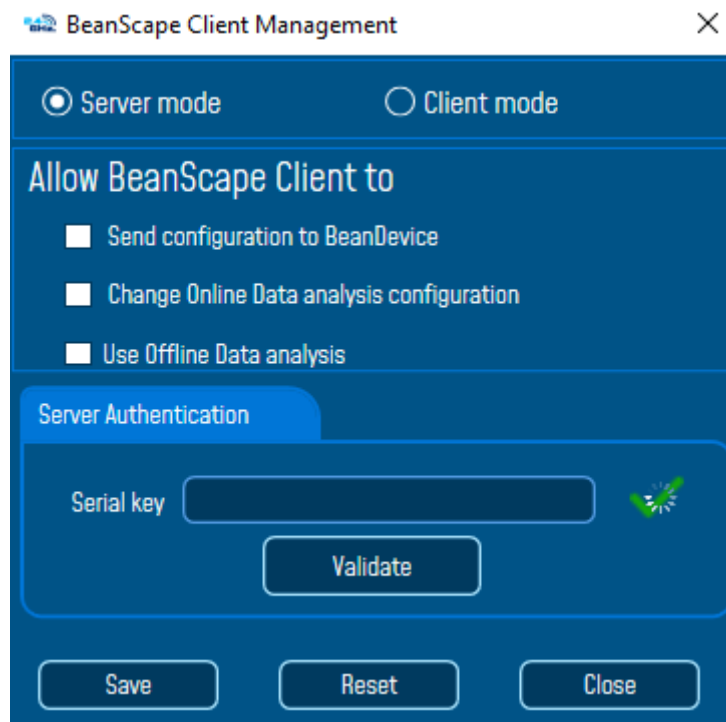 BeanScape Client Management
Server mode Client mode
Allow BeanScape Client to
Send configuration to BeanDevice
Change Online Data analysis configuration
Use Offline Data analysis
Server Authentication
Serial key
Validate
Save Reset Close